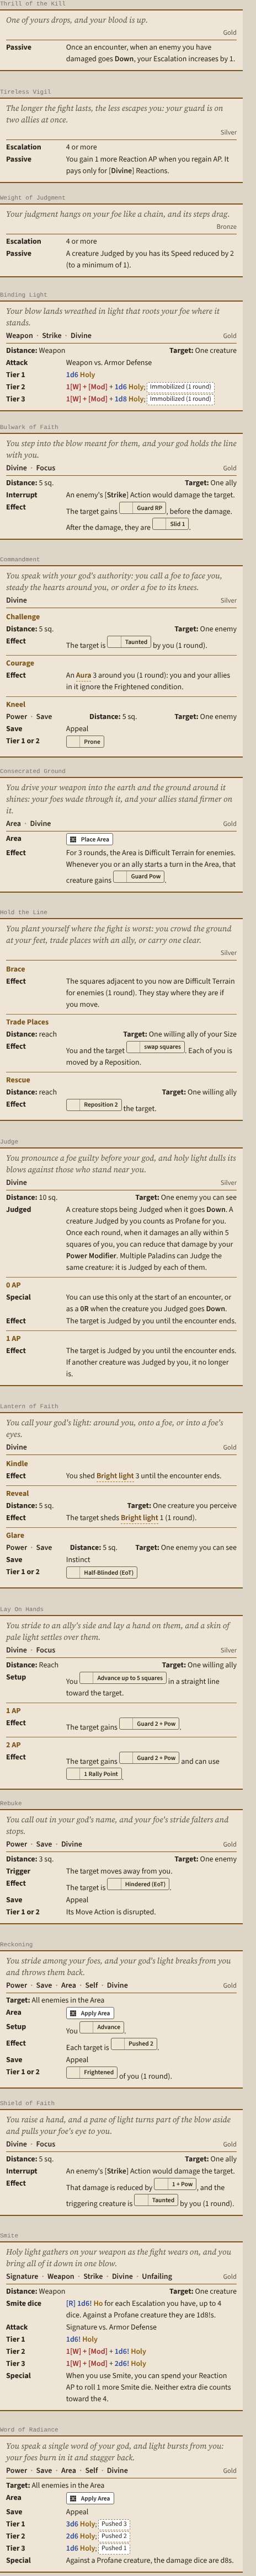 Thrill of the Kill
One of yours drops, and your blood is up.
Gold
Passive Once an encounter, when an enemy you have
damaged goes Down, your Escalation increases by 1.
Tireless Vigil
The longer the fight lasts, the less escapes you: your guard is on
two allies at once.
Silver
Escalation 4 or more
Passive You gain 1 more Reaction AP when you regain AP. It
pays only for [Divine] Reactions.
Weight of Judgment
Your judgment hangs on your foe like a chain, and its steps drag.
Bronze
Escalation 4 or more
Passive A creature Judged by you has its Speed reduced by 2
(to a minimum of 1).
Binding Light
Your blow lands wreathed in light that roots your foe where it
stands.
Weapon · Strike · Divine Gold
Distance: Weapon Target: One creature
Attack Weapon vs. Armor Defense
Tier 1 1d6 Holy
Tier 2 1[W] + [Mod] + 1d6 Holy; Immobilized (1 round)
Tier 3 1[W] + [Mod] + 1d8 Holy; Immobilized (1 round)
Bulwark of Faith
You step into the blow meant for them, and your god holds the line
with you.
Divine · Focus Gold
Distance: 5 sq. Target: One ally
Interrupt An enemy's [Strike] Action would damage the target.
Effect The target gains Guard RP, before the damage.
After the damage, they are Slid 1.
Commandment
You speak with your god's authority: you call a foe to face you,
steady the hearts around you, or order a foe to its knees.
Divine Silver
Challenge
Distance: 5 sq. Target: One enemy
Effect The target is Taunted by you (1 round).
Courage
Effect An Aura 3 around you (1 round): you and your allies
in it ignore the Frightened condition.
Kneel
Power · Save Distance: 5 sq. Target: One enemy
Save Appeal
Tier 1 or 2 Prone
Consecrated Ground
You drive your weapon into the earth and the ground around it
shines: your foes wade through it, and your allies stand firmer on
it.
Area · Divine Gold
Area Place Area
Effect For 3 rounds, the Area is Difficult Terrain for enemies.
Whenever you or an ally starts a turn in the Area, that
creature gains Guard Pow.
Hold the Line
You plant yourself where the fight is worst: you crowd the ground
at your feet, trade places with an ally, or carry one clear.
Silver
Brace
Effect The squares adjacent to you now are Difficult Terrain
for enemies (1 round). They stay where they are if
you move.
Trade Places
Distance: reach Target: One willing ally of your Size
Effect You and the target swap squares. Each of you is
moved by a Reposition.
Rescue
Distance: reach Target: One willing ally
Effect Reposition 2 the target.
Judge
You pronounce a foe guilty before your god, and holy light dulls its
blows against those who stand near you.
Divine Silver
Distance: 10 sq. Target: One enemy you can see
Judged A creature stops being Judged when it goes Down. A
creature Judged by you counts as Profane for you.
Once each round, when it damages an ally within 5
squares of you, you can reduce that damage by your
Power Modifier. Multiple Paladins can Judge the
same creature: it is Judged by each of them.
0 AP
Special You can use this only at the start of an encounter, or
as a 0R when the creature you Judged goes Down.
Effect The target is Judged by you until the encounter ends.
1 AP
Effect The target is Judged by you until the encounter ends.
If another creature was Judged by you, it no longer
is.
Lantern of Faith
You call your god's light: around you, onto a foe, or into a foe's
eyes.
Divine Gold
Kindle
Effect You shed Bright light 3 until the encounter ends.
Reveal
Distance: 5 sq. Target: One creature you perceive
Effect The target sheds Bright light 1 (1 round).
Glare
Power · Save Distance: 5 sq. Target: One enemy you can see
Save Instinct
Tier 1 or 2 Half-Blinded (EoT)
Lay On Hands
You stride to an ally's side and lay a hand on them, and a skin of
pale light settles over them.
Divine · Focus Silver
Distance: Reach Target: One willing ally
Setup You Advance up to 5 squares in a straight line
toward the target.
1 AP
Effect The target gains Guard 2 + Pow.
2 AP
Effect The target gains Guard 2 + Pow and can use
1 Rally Point.
Rebuke
You call out in your god's name, and your foe's stride falters and
stops.
Power · Save · Divine Gold
Distance: 3 sq. Target: One enemy
Trigger The target moves away from you.
Effect The target is Hindered (EoT).
Save Appeal
Tier 1 or 2 Its Move Action is disrupted.
Reckoning
You stride among your foes, and your god's light breaks from you
and throws them back.
Power · Save · Area · Self · Divine Gold
Target: All enemies in the Area
Area Apply Area
Setup You Advance.
Effect Each target is Pushed 2.
Save Appeal
Tier 1 or 2 Frightened of you (1 round).
Shield of Faith
You raise a hand, and a pane of light turns part of the blow aside
and pulls your foe's eye to you.
Divine · Focus Gold
Distance: 5 sq. Target: One ally
Interrupt An enemy's [Strike] Action would damage the target.
Effect That damage is reduced by 1 + Pow, and the
triggering creature is Taunted by you (1 round).
Smite
Holy light gathers on your weapon as the fight wears on, and you
bring all of it down in one blow.
Signature · Weapon · Strike · Divine · Unfailing Gold
Distance: Weapon Target: One creature
Smite dice [R] 1d6! Ho for each Escalation you have, up to 4
dice. Against a Profane creature they are 1d8!s.
Attack Signature vs. Armor Defense
Tier 1 1d6! Holy
Tier 2 1[W] + [Mod] + 1d6! Holy
Tier 3 1[W] + [Mod] + 2d6! Holy
Special When you use Smite, you can spend your Reaction
AP to roll 1 more Smite die. Neither extra die counts
toward the 4.
Word of Radiance
You speak a single word of your god, and light bursts from you:
your foes burn in it and stagger back.
Power · Save · Area · Self · Divine Gold
Target: All enemies in the Area
Area Apply Area
Save Appeal
Tier 1 3d6 Holy; Pushed 3
Tier 2 2d6 Holy; Pushed 2
Tier 3 1d6 Holy; Pushed 1
Special Against a Profane creature, the damage dice are d8s.